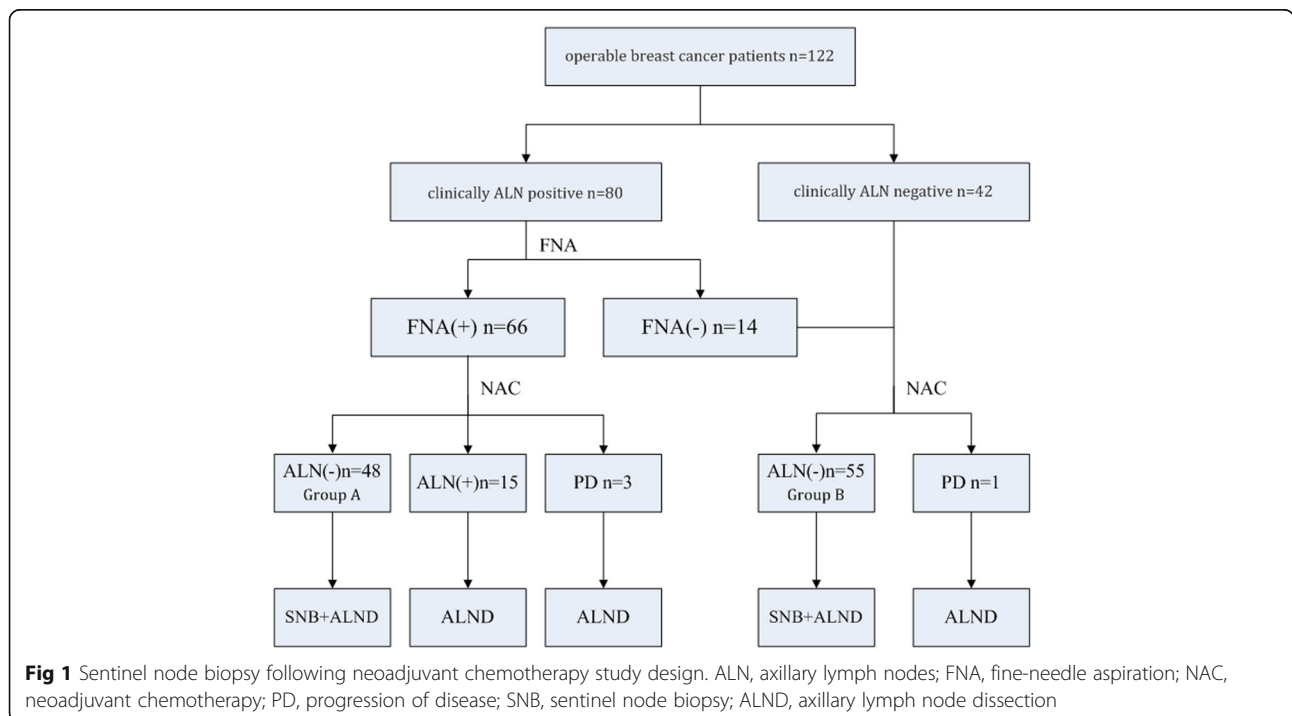 operable breast cancer patients n=122
clinically ALN positive n=80
clinically ALN negative n=42
FNA
FNA(+) n=66
FNA(-) n=14
NAC
NAC
ALN(-)n=48
Group A
ALN(+)n=15
PD n=3
ALN(-)n=55
Group B
PD n=1
SNB+ALND
ALND
ALND
SNB+ALND
ALND
Fig 1 Sentinel node biopsy following neoadjuvant chemotherapy study design. ALN, axillary lymph nodes; FNA, fine-needle aspiration; NAC,
neoadjuvant chemotherapy; PD, progression of disease; SNB, sentinel node biopsy; ALND, axillary lymph node dissection